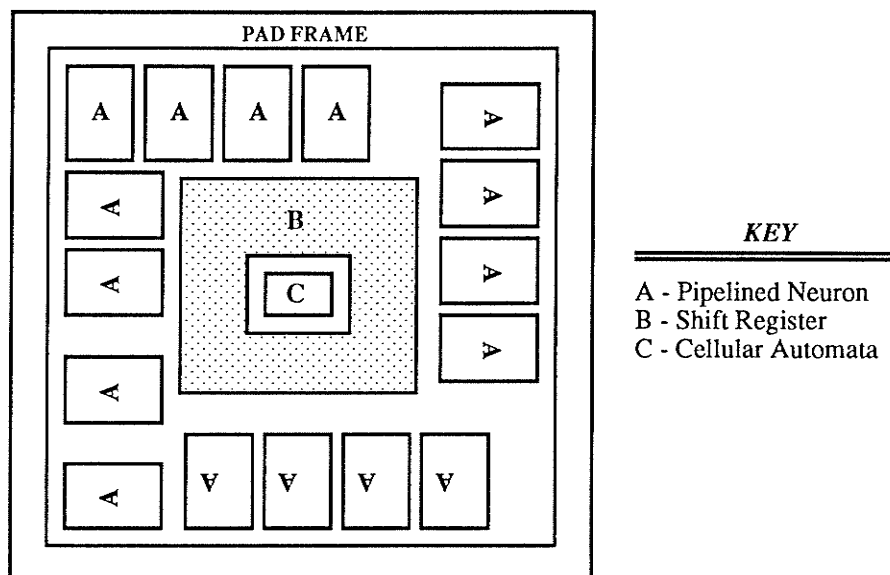 PAD FRAME
A A A A
A
A
A
A
A
A
A
A
B
C
A A A A
KEY
A - Pipelined Neuron
B - Shift Register
C - Cellular Automata